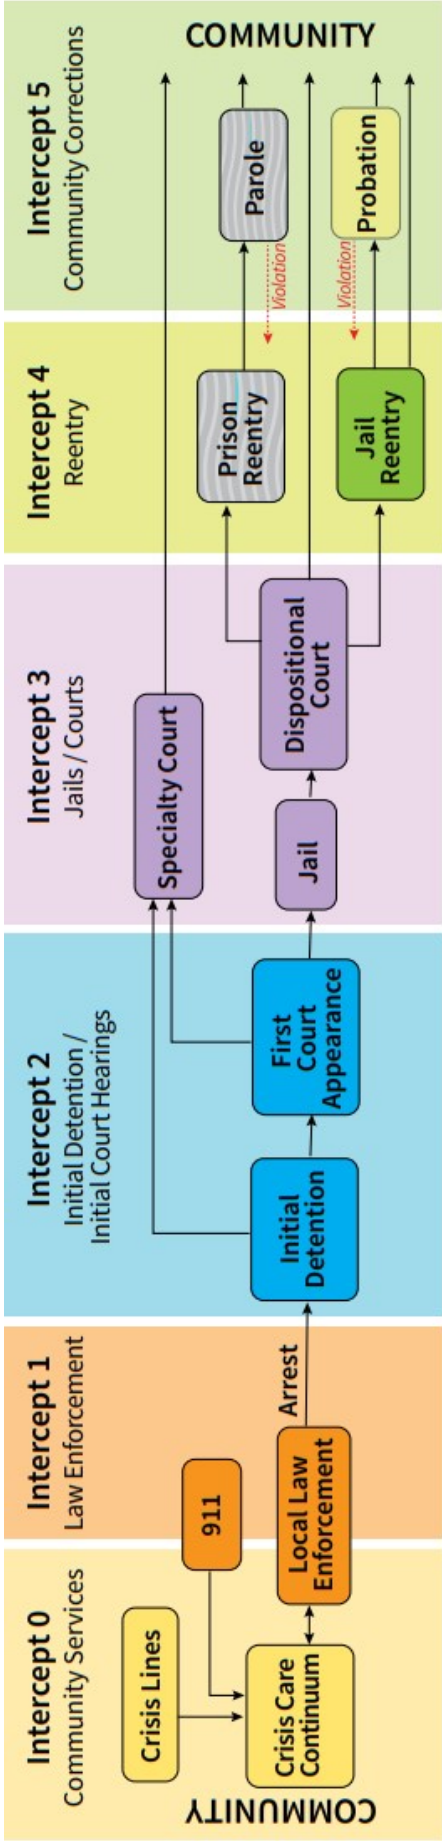 Intercept 0
Community Services
Intercept 1
Law Enforcement
Intercept 2
Initial Detention /
Initial Court Hearings
Intercept 3
Jails / Courts
Intercept 4
Reentry
Intercept 5
Community Corrections
COMMUNITY
Crisis Lines
Crisis Care
Continuum
911
Local Law
Enforcement
Arrest
Initial
Detention
First
Court
Appearance
Specialty Court
Jail
Dispositional
Court
Prison
Reentry
Jail
Reentry
Parole
Violation
Probation
Violation
COMMUNITY